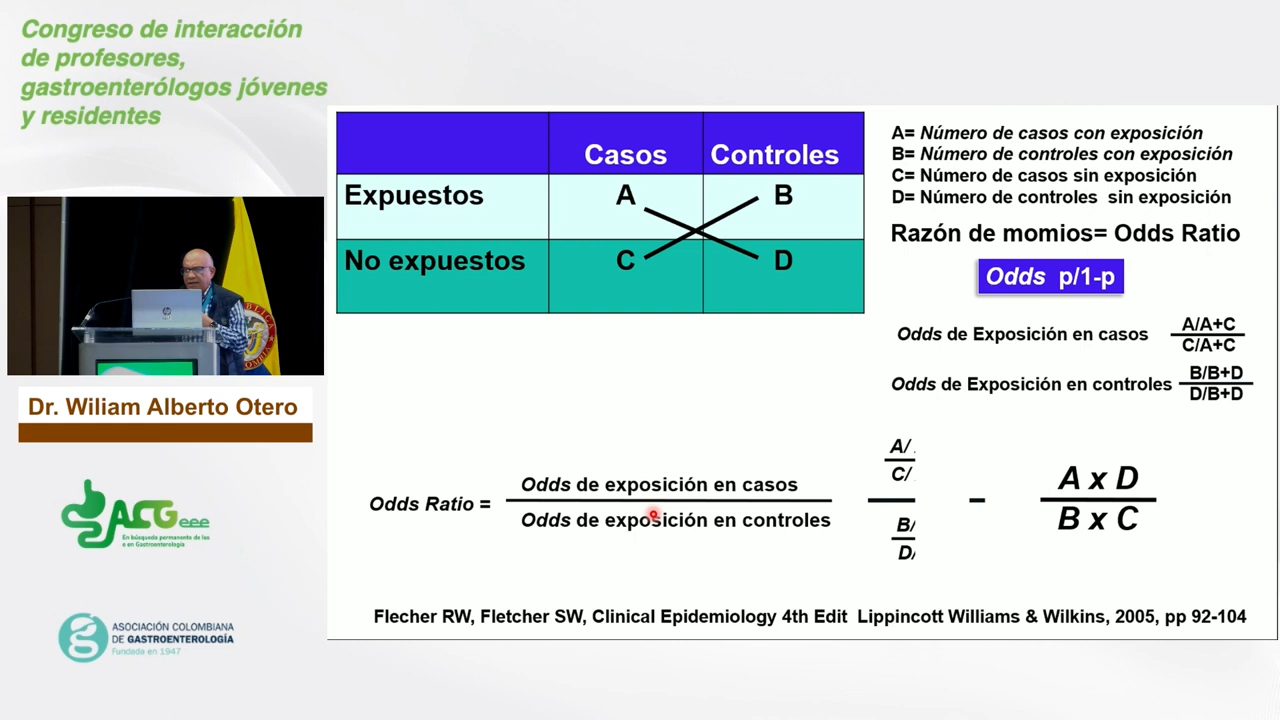 Congreso de interacción
de profesores,
gastroenterólogos jóvenes
y residentes
Dr. Wiliam Alberto Otero
ACG eee
En búsqueda permanente de la e
e en Gastroenterología
ASOCIACIÓN COLOMBIANA
DE GASTROENTEROLOGÍA
Fundada en 1947
Casos Controles
Expuestos A B
No expuestos C D
A= Número de casos con exposición
B= Número de controles con exposición
C= Número de casos sin exposición
D= Número de controles sin exposición
Razón de momios= Odds Ratio
Odds p/1-p
Odds de Exposición en casos
A/A+C
C/A+C
Odds de Exposición en controles
B/B+D
D/B+D
Odds Ratio =
Odds de exposición en casos
Odds de exposición en controles
A/
C/
B/
D/
-
A x D
B x C
Flecher RW, Fletcher SW, Clinical Epidemiology 4th Edit Lippincott Williams & Wilkins, 2005, pp 92-104